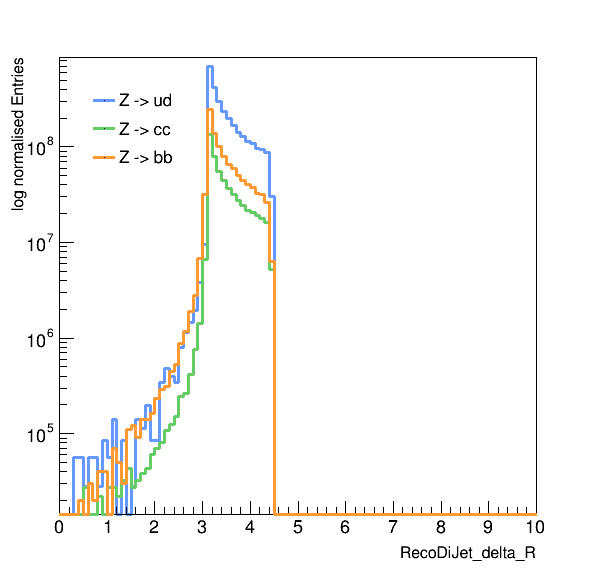 log normalised Entries
Z -> ud
Z -> cc
Z -> bb
10^8
10^7
10^6
10^5
0 1 2 3 4 5 6 7 8 9 10
RecoDiJet_delta_R